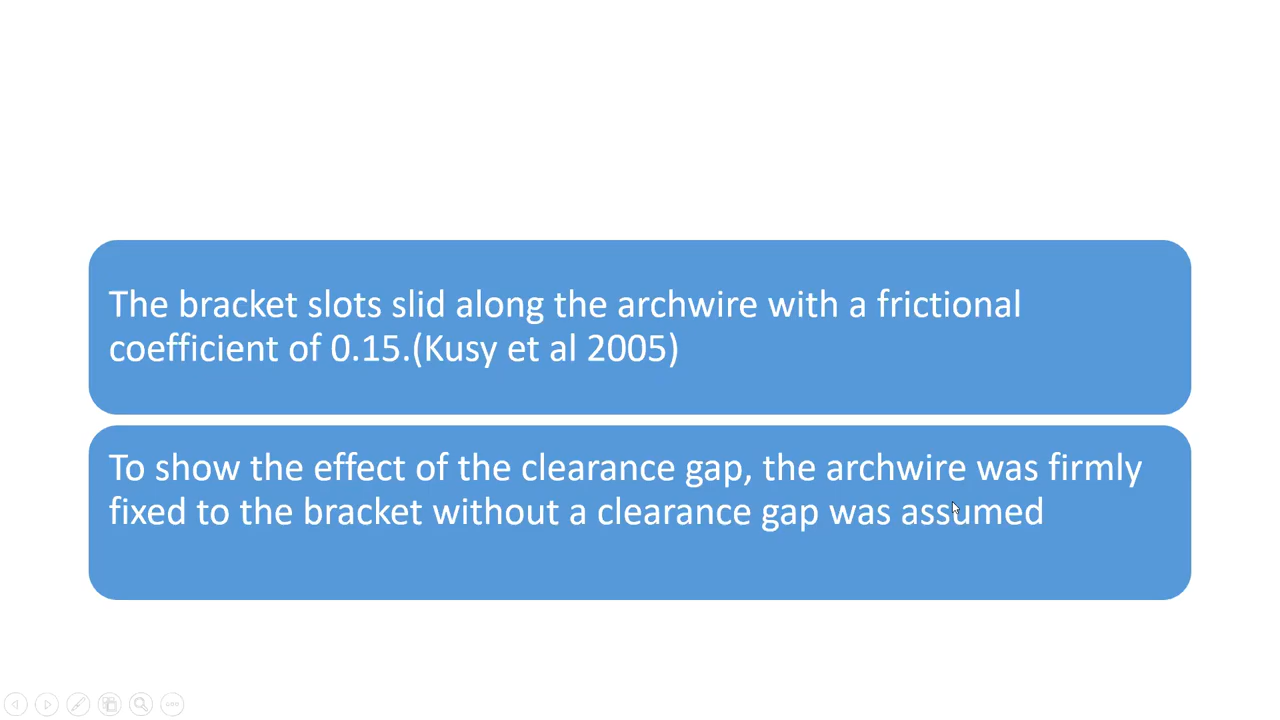 The bracket slots slid along the archwire with a frictional
coefficient of 0.15.(Kusy et al 2005)
To show the effect of the clearance gap, the archwire was firmly
fixed to the bracket without a clearance gap was assumed